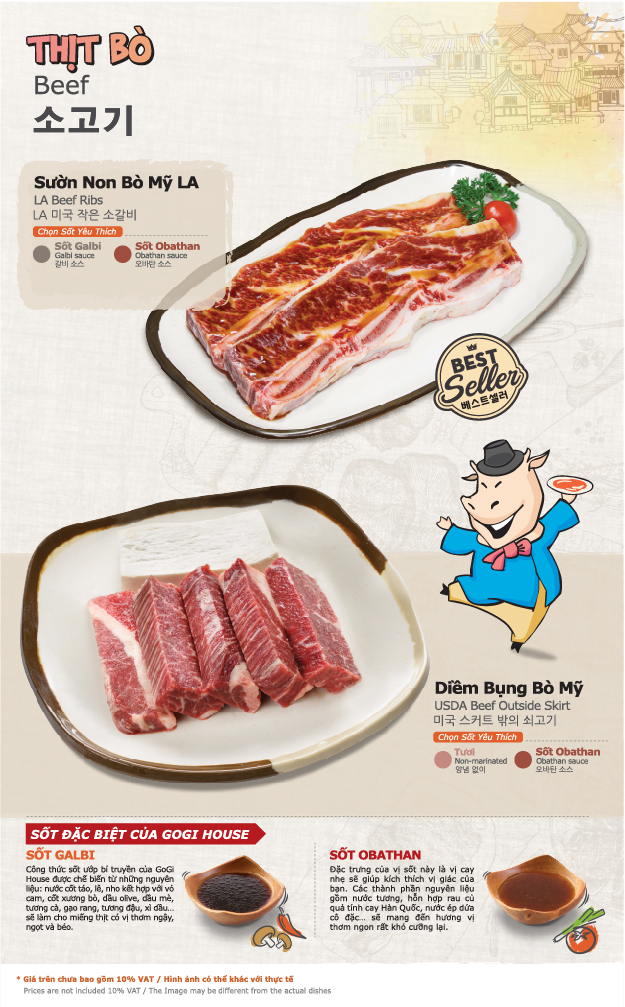 THỊT BÒ
Beef
소고기
Sườn Non Bò Mỹ LA
LA Beef Ribs
LA 미국 작은 소갈비
Chọn Sốt Yêu Thích
Sốt Galbi
Galbi sauce
갈비 소스
Sốt Obathan
Obathan sauce
오바탄 소스
BEST
Seller
베스트셀러
Diềm Bụng Bò Mỹ
USDA Beef Outside Skirt
미국 스커트 밖의 쇠고기
Chọn Sốt Yêu Thích
Tươi
Non-marinated
양념 없이
Sốt Obathan
Obathan sauce
오바탄 소스
SỐT ĐẶC BIỆT CỦA GOGI HOUSE
SỐT GALBI
Công thức sốt ướp bí truyền của GoGi
House được chế biến từ những nguyên
liệu: nước cốt táo, lê, nho kết hợp với vỏ
cam, cốt xương bò, dầu olive, dầu mè,
tương cà, gạo rang, tương đậu, xì dầu...
sẽ làm cho miếng thịt có vị thơm ngậy,
ngọt và béo.
SỐT OBATHAN
Đặc trưng của vị sốt này là vị cay
nhẹ sẽ giúp kích thích vị giác của
bạn. Các thành phần nguyên liệu
gồm nước tương, hỗn hợp rau củ
quả tính cay Hàn Quốc, nước ép dứa
cô đặc... sẽ mang đến hương vị
thơm ngon rất khó cưỡng lại.
* Giá trên chưa bao gồm 10% VAT / Hình ảnh có thể khác với thực tế
Prices are not included 10% VAT / The Image may be different from the actual dishes